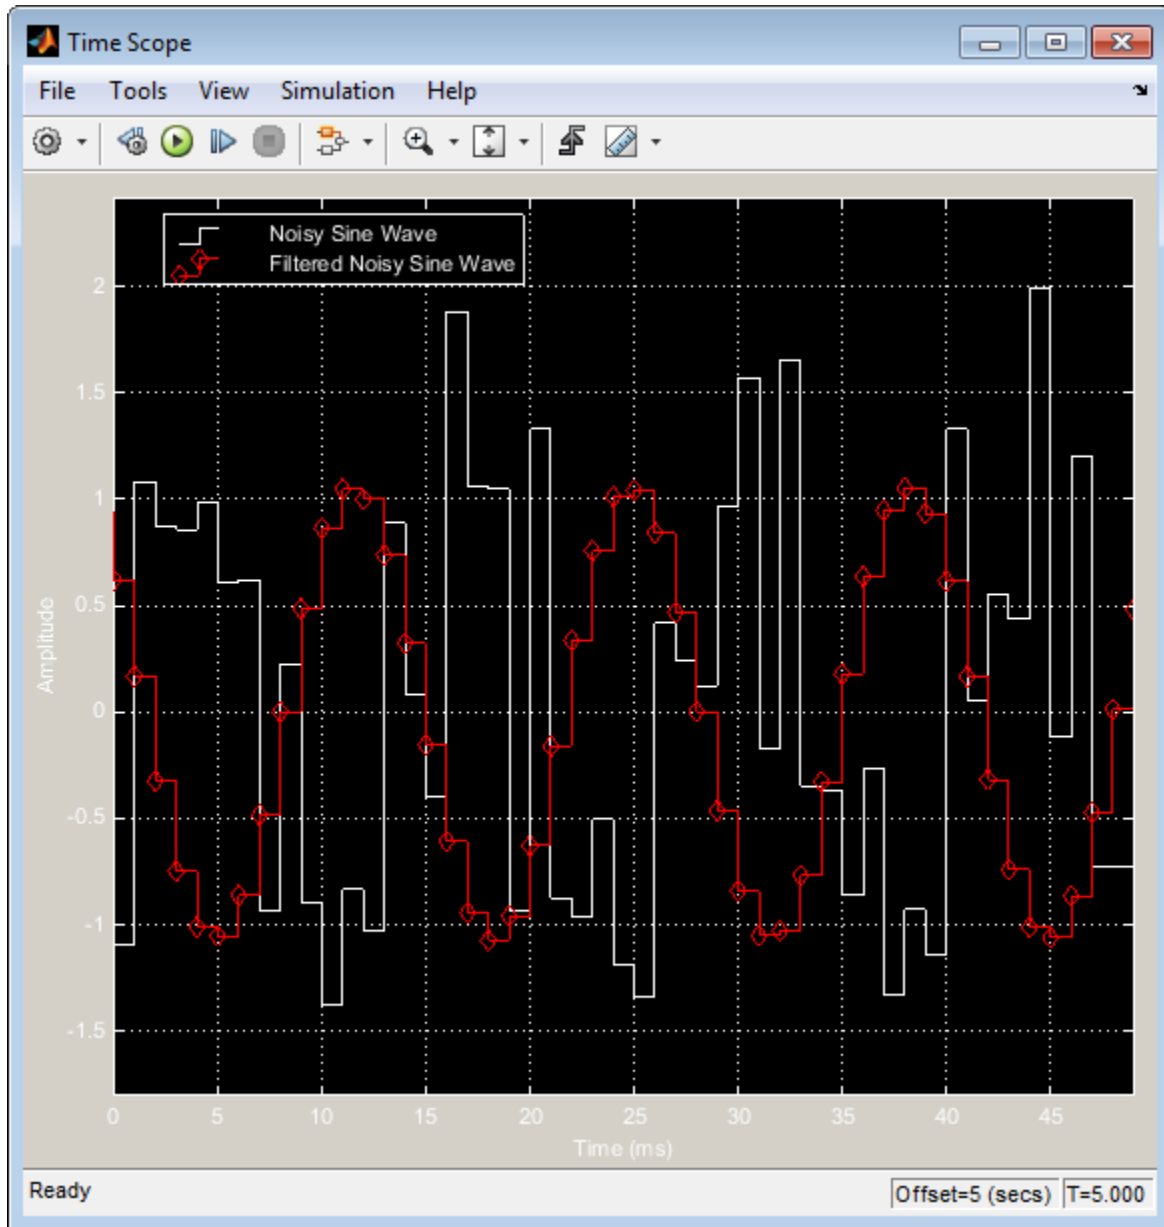 Time Scope
File Tools View Simulation Help
Noisy Sine Wave
Filtered Noisy Sine Wave
2
1.5
1
0.5
0
-0.5
-1
-1.5
Amplitude
0 5 10 15 20 25 30 35 40 45
Time (ms)
Ready Offset=5 (secs) T=5.000